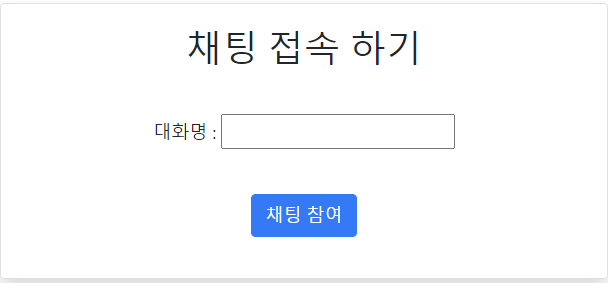 채팅 접속 하기
대화명 :
채팅 참여